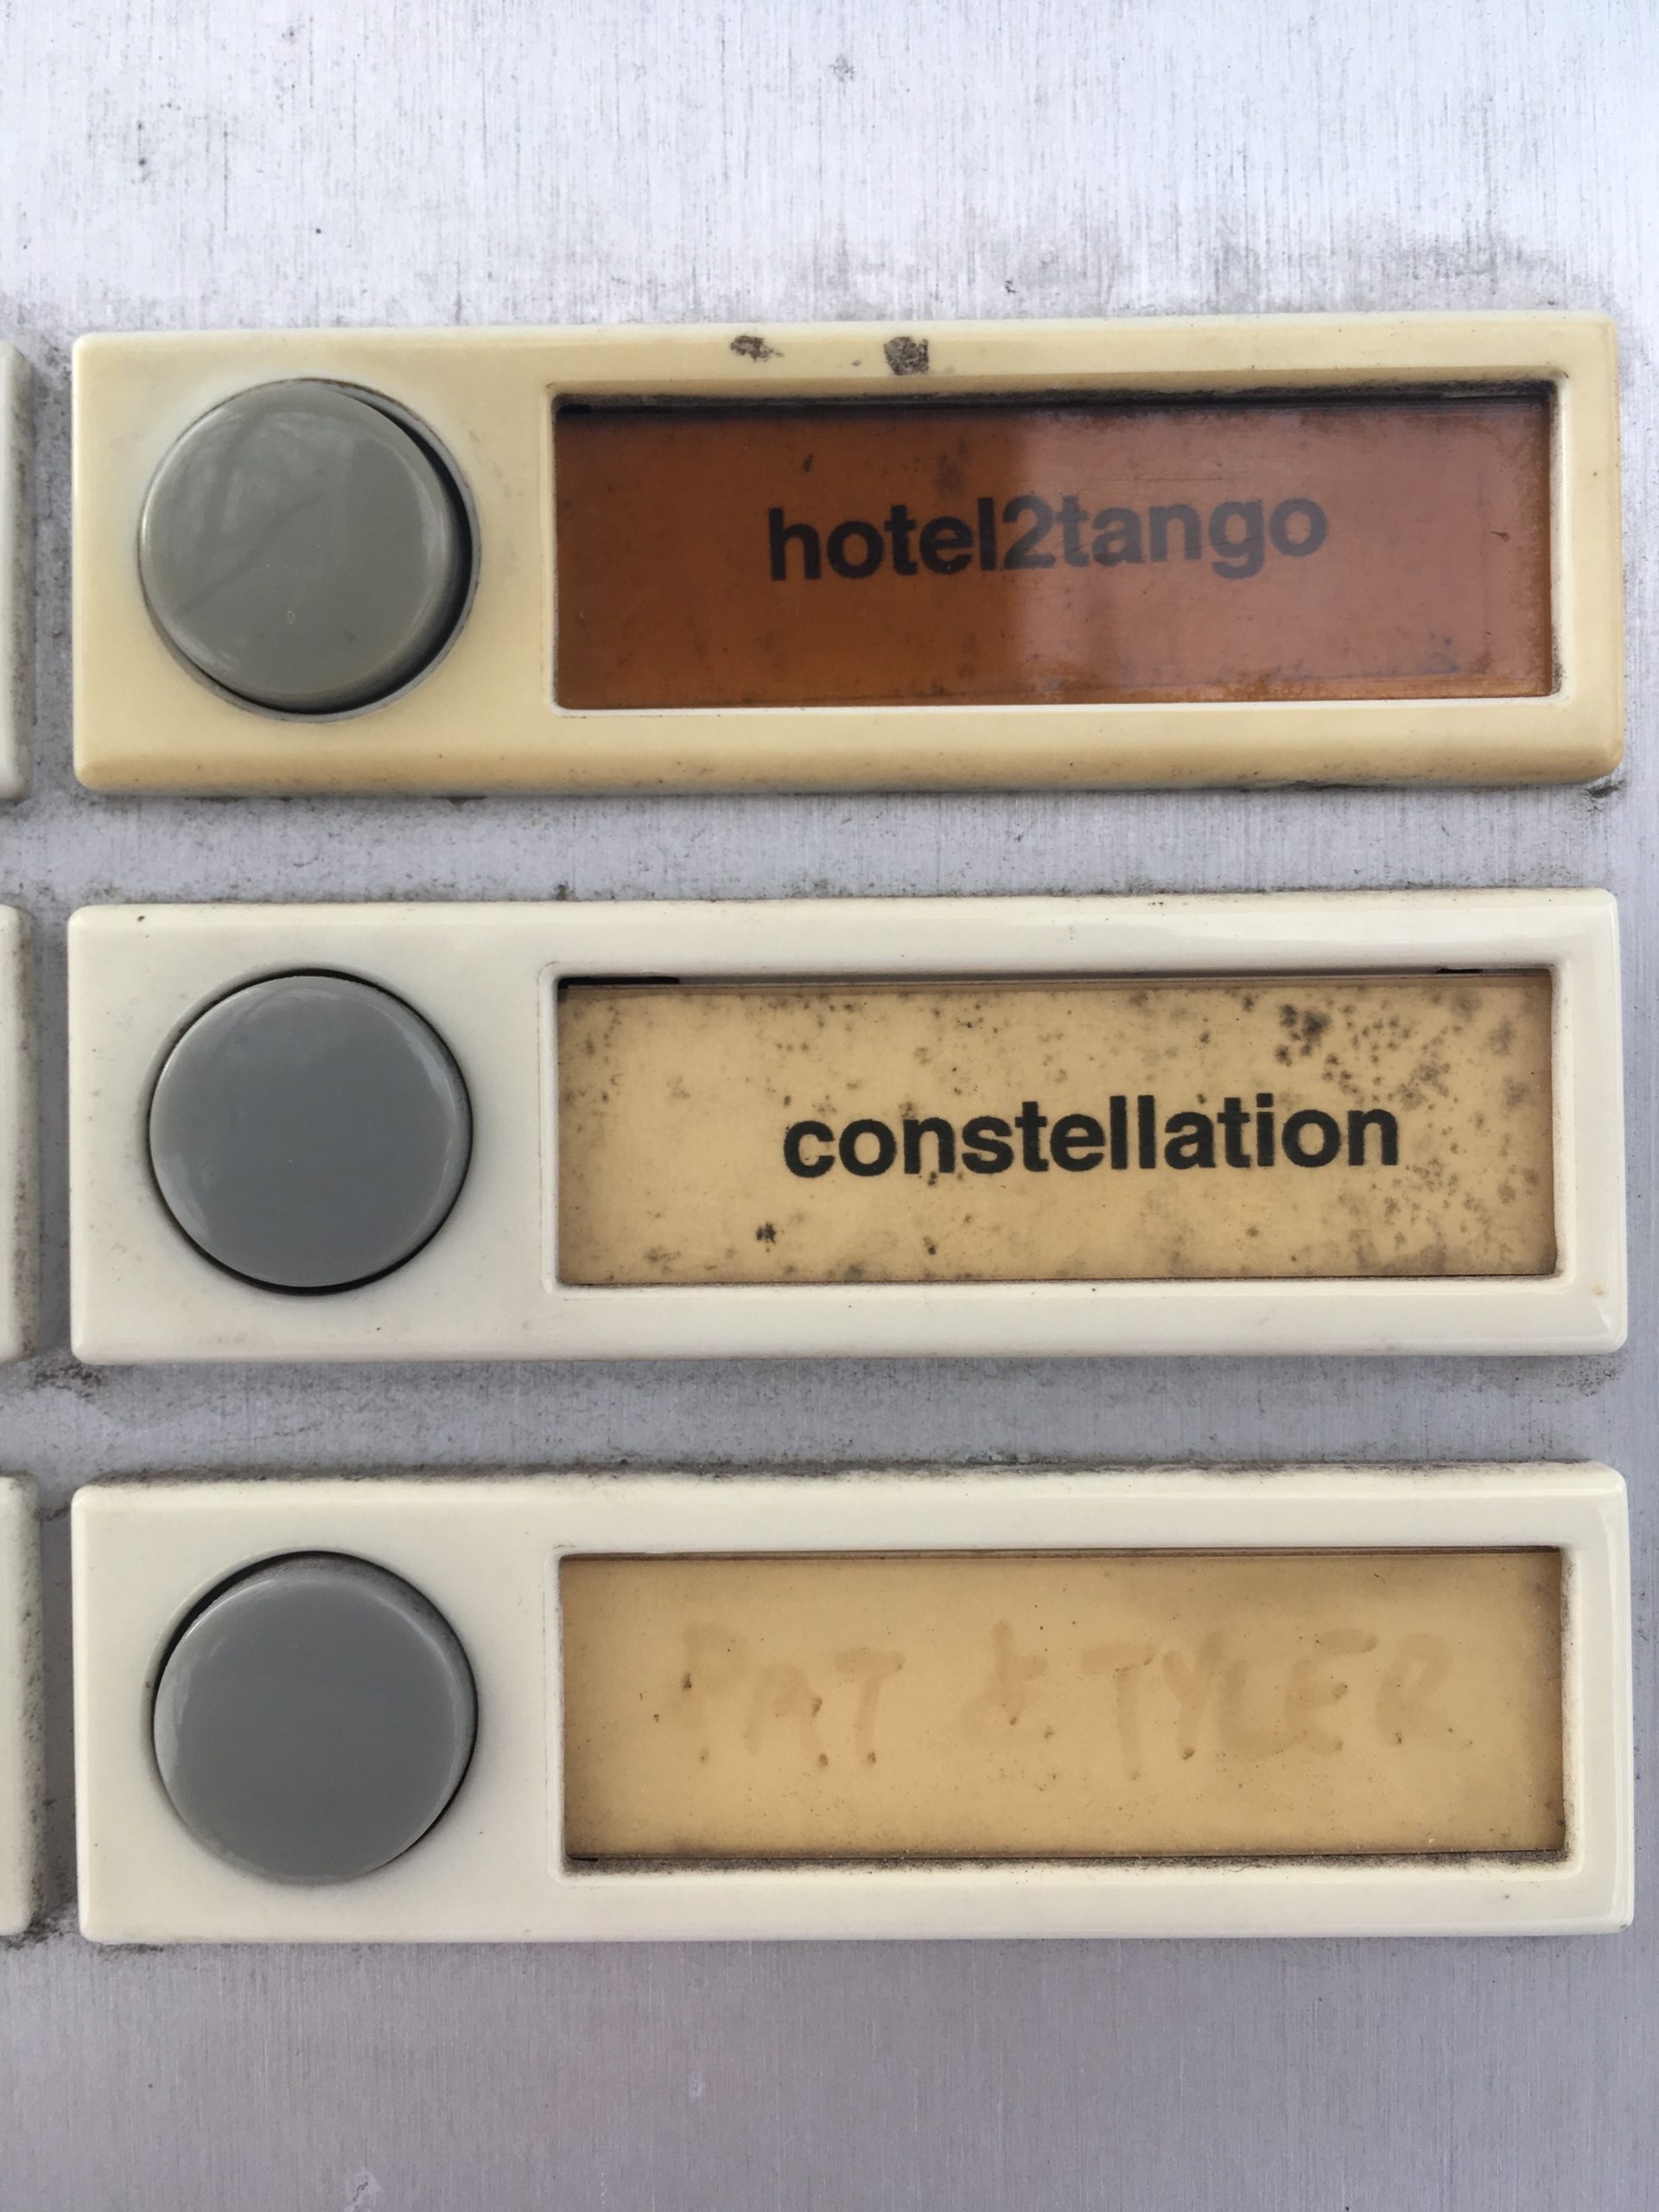 hotel2tango
constellation
PAT & TYLER